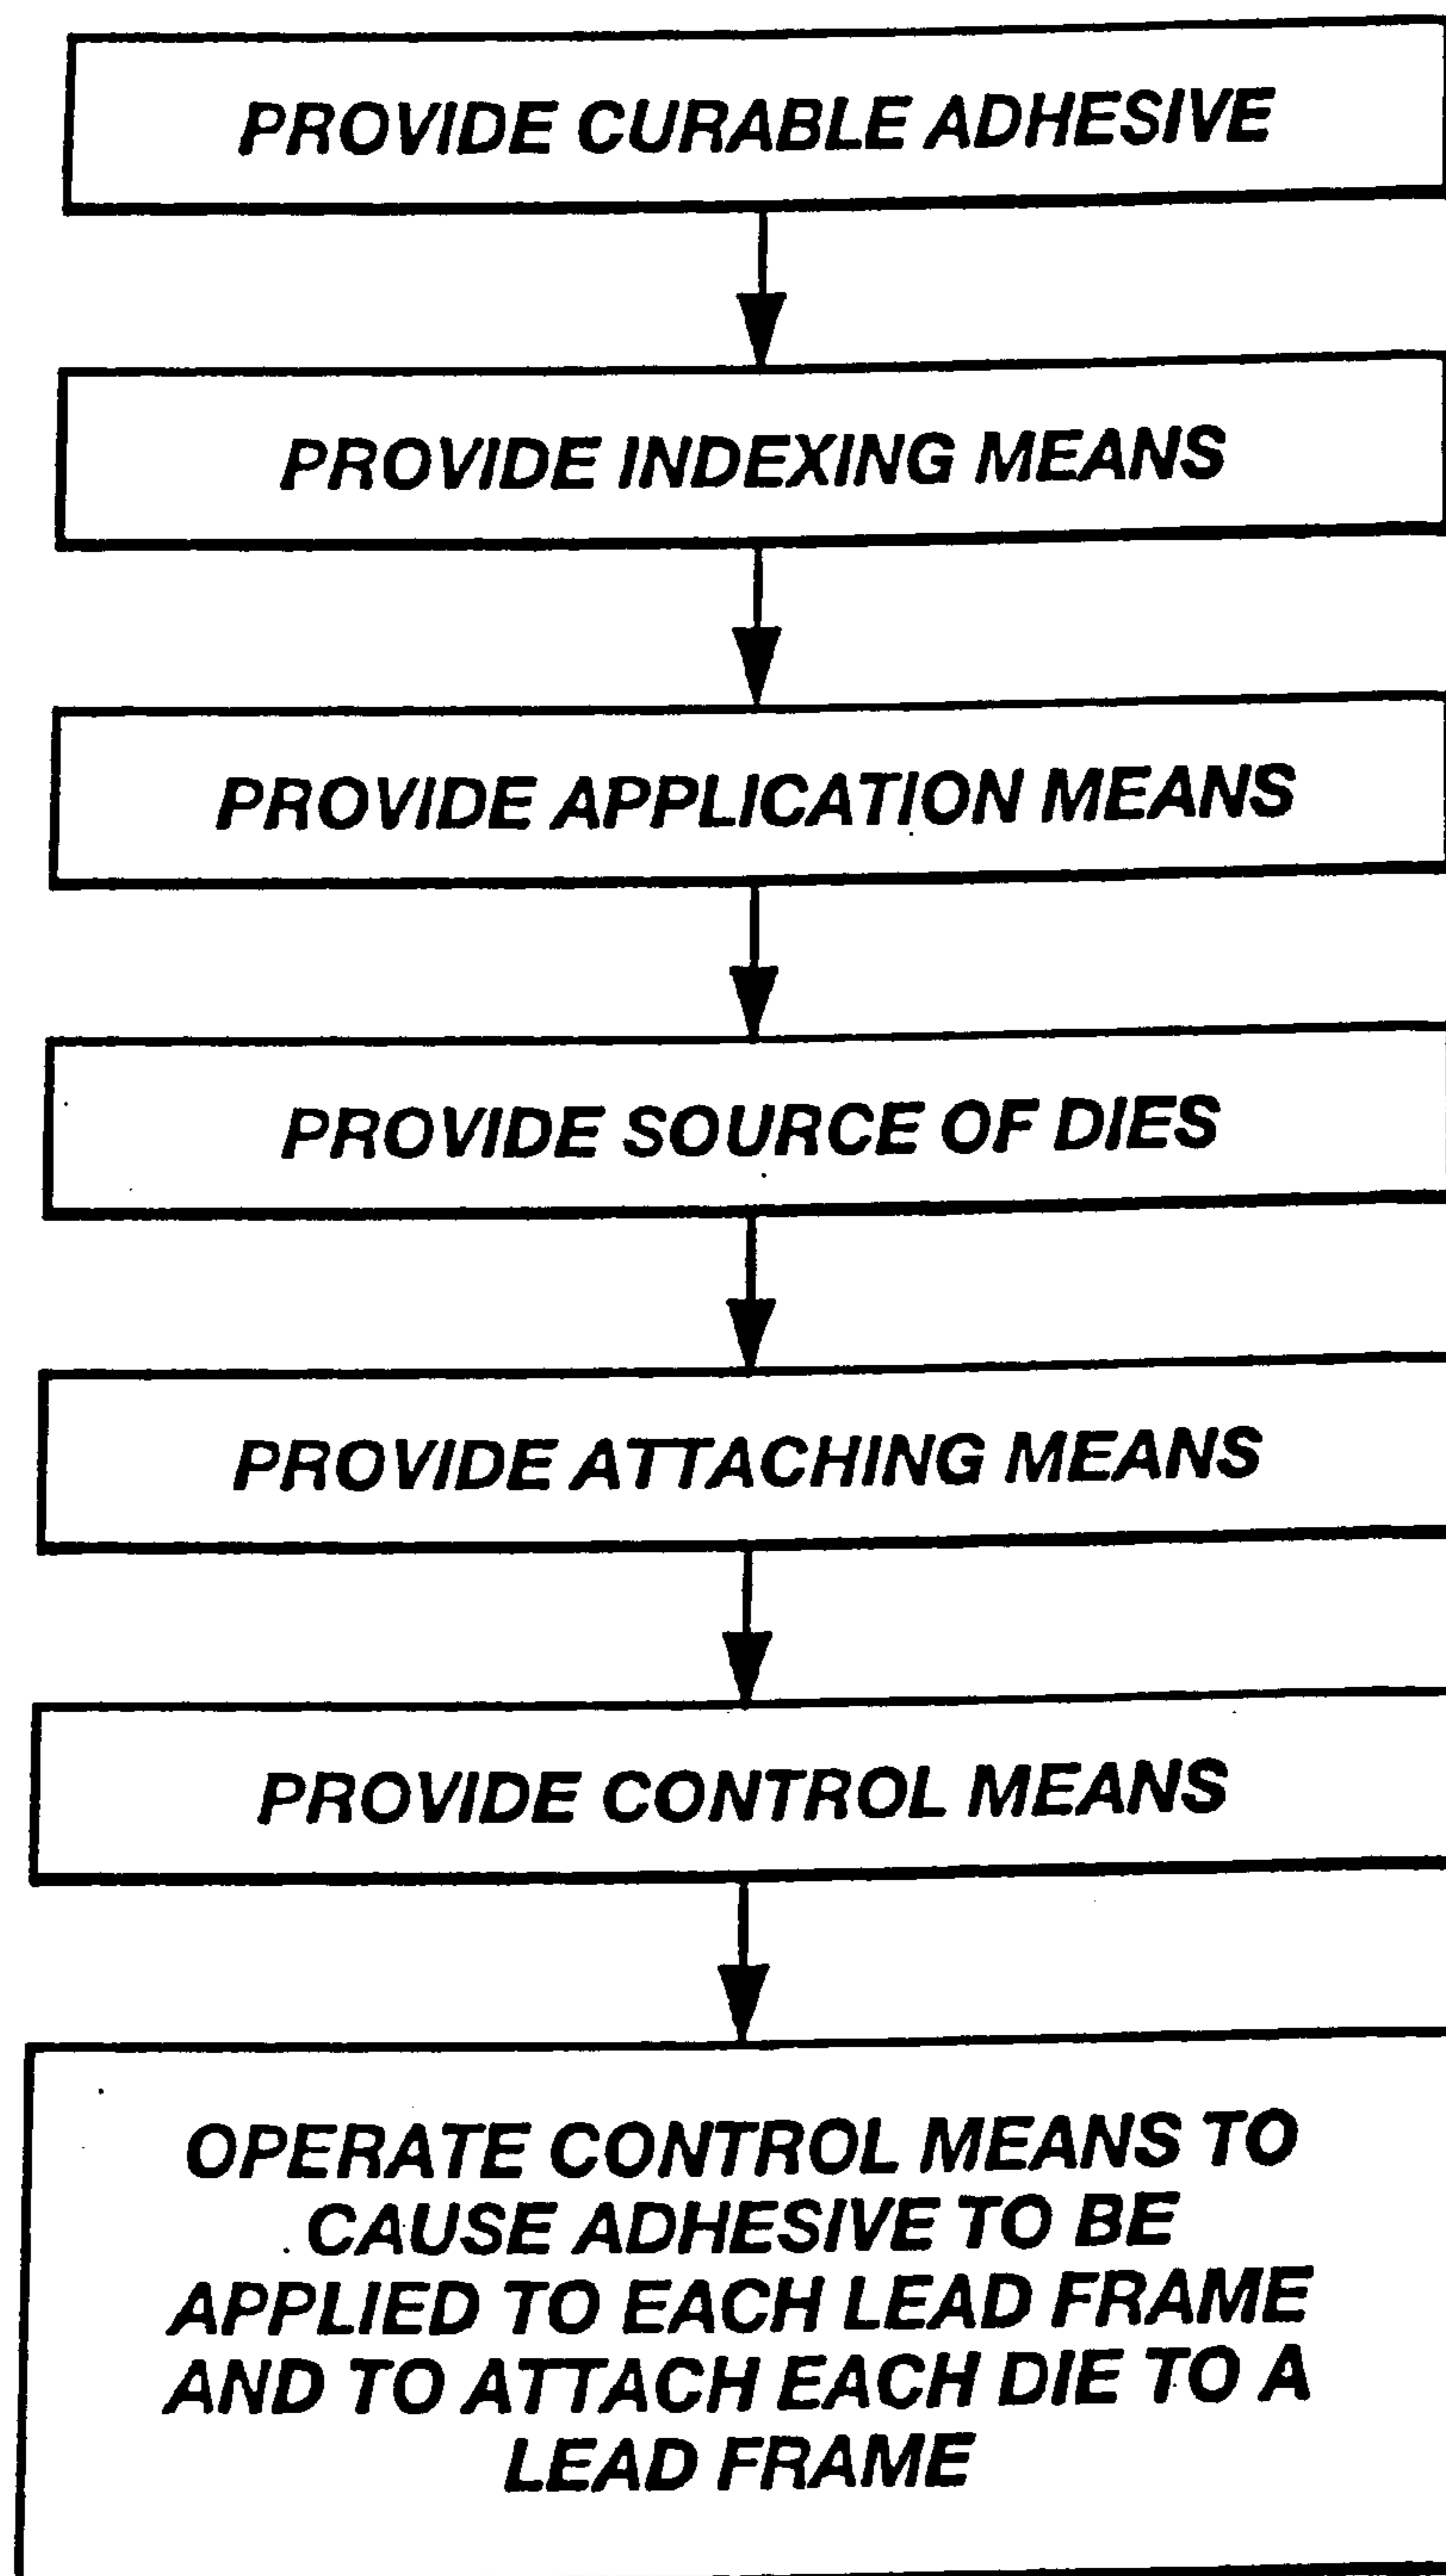 PROVIDE CURABLE ADHESIVE
PROVIDE INDEXING MEANS
PROVIDE APPLICATION MEANS
PROVIDE SOURCE OF DIES
PROVIDE ATTACHING MEANS
PROVIDE CONTROL MEANS
OPERATE CONTROL MEANS TO
CAUSE ADHESIVE TO BE
APPLIED TO EACH LEAD FRAME
AND TO ATTACH EACH DIE TO A
LEAD FRAME